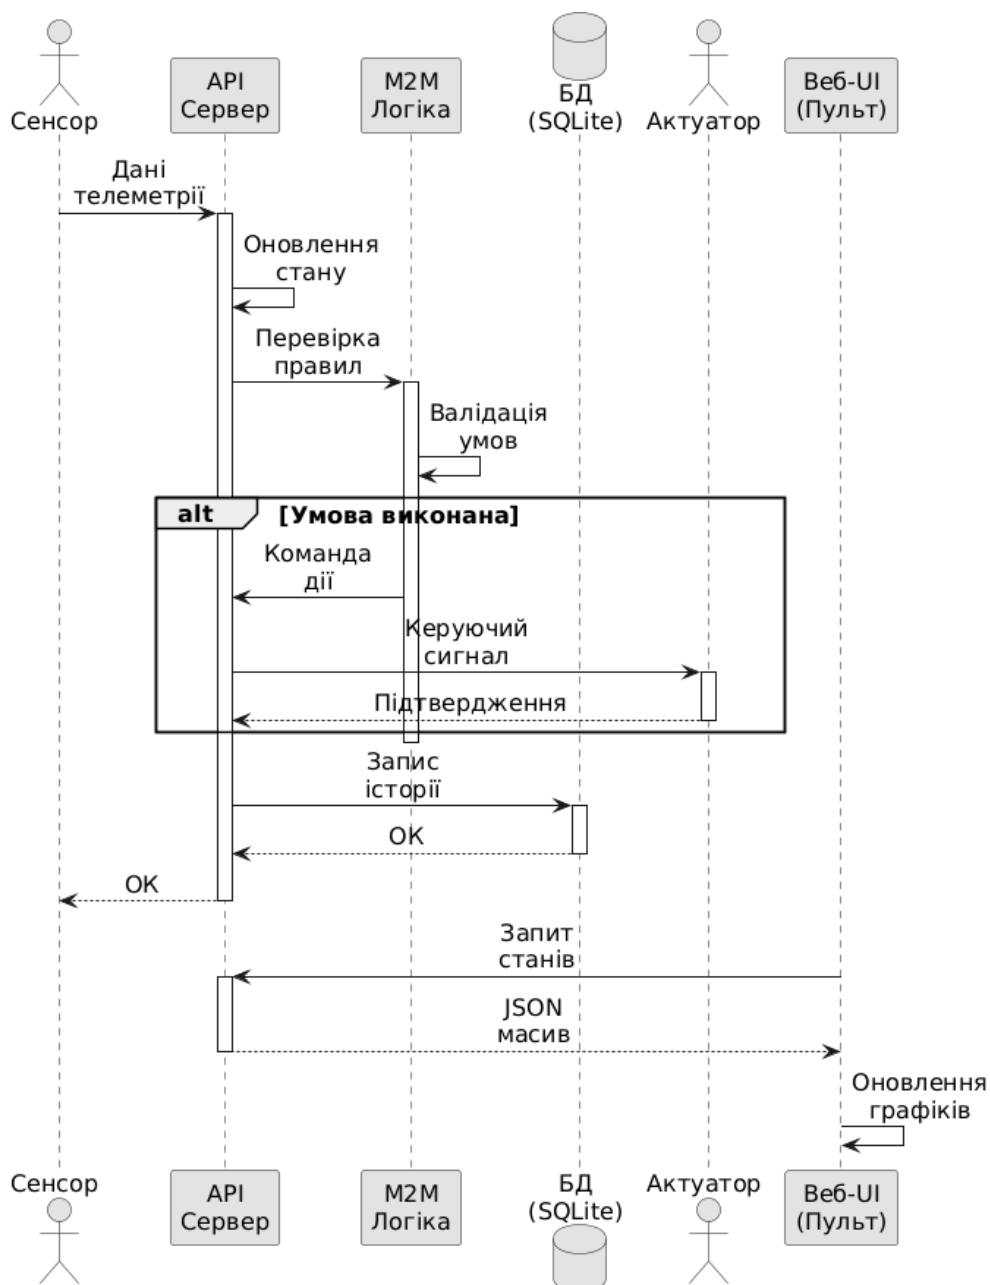 Сенсор
API
Сервер
M2M
Логіка
БД
(SQLite)
Актуатор
Веб-UI
(Пульт)
Дані
телеметрії
Оновлення
стану
Перевірка
правил
Валідація
умов
alt
[Умова виконана]
Команда
дії
Керуючий
сигнал
Підтвердження
Запис
історії
ОК
ОК
Запит
станів
JSON
масив
Оновлення
графіків
Сенсор
API
Сервер
M2M
Логіка
БД
(SQLite)
Актуатор
Веб-UI
(Пульт)